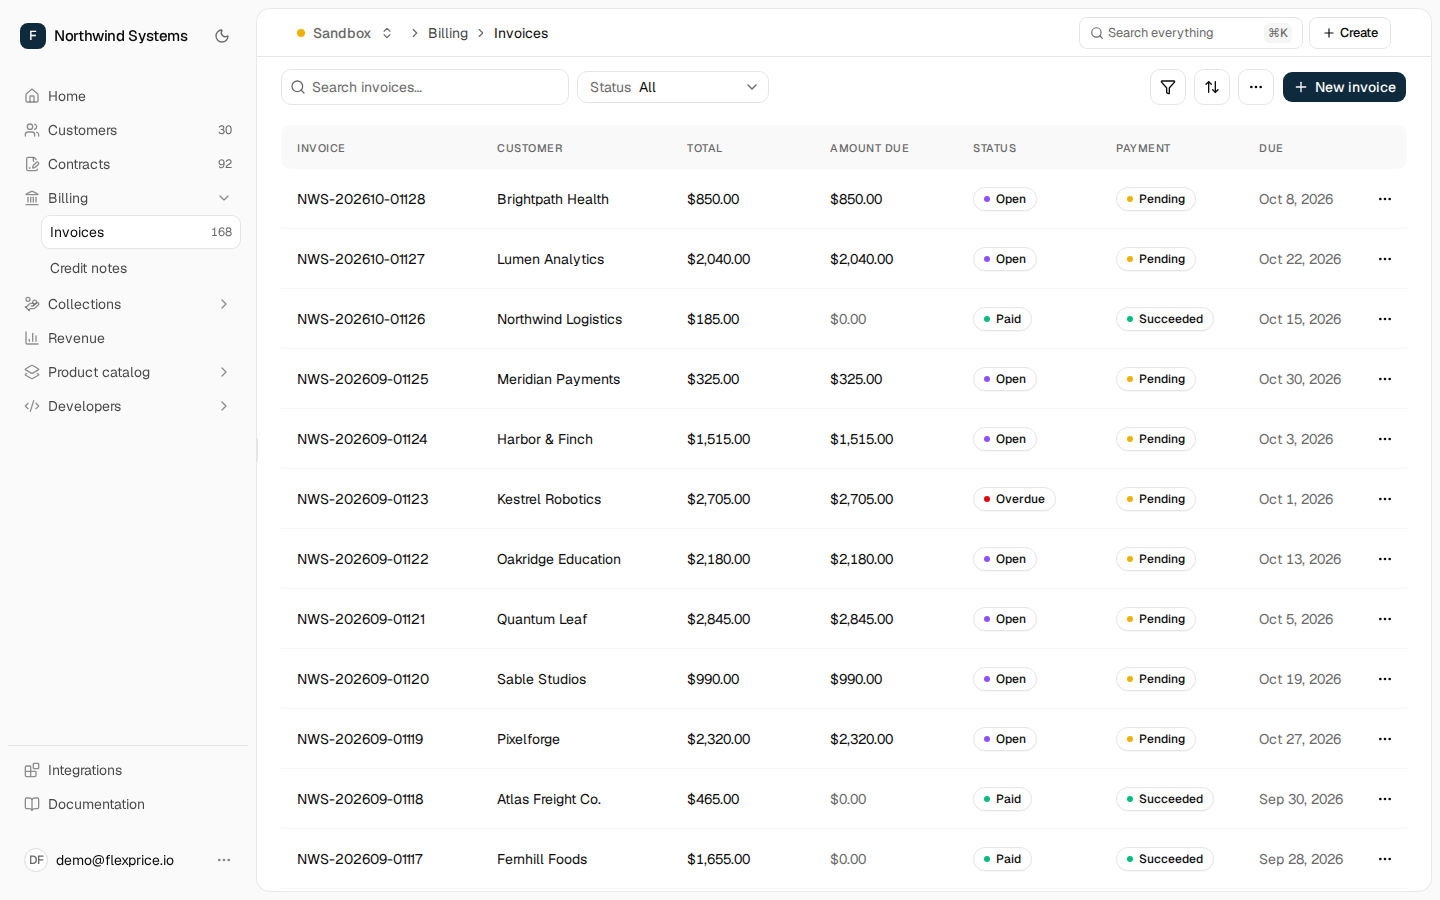 F Northwind Systems
Home
Customers 30
Contracts 92
Billing
Invoices 168
Credit notes
Collections
Revenue
Product catalog
Developers
Integrations
Documentation
DF demo@flexprice.io
Sandbox Billing Invoices
Search everything ⌘K
Create
Search invoices...
Status All
New invoice
INVOICE CUSTOMER TOTAL AMOUNT DUE STATUS PAYMENT DUE
NWS-202610-01128 Brightpath Health $850.00 $850.00 Open Pending Oct 8, 2026
NWS-202610-01127 Lumen Analytics $2,040.00 $2,040.00 Open Pending Oct 22, 2026
NWS-202610-01126 Northwind Logistics $185.00 $0.00 Paid Succeeded Oct 15, 2026
NWS-202609-01125 Meridian Payments $325.00 $325.00 Open Pending Oct 30, 2026
NWS-202609-01124 Harbor & Finch $1,515.00 $1,515.00 Open Pending Oct 3, 2026
NWS-202609-01123 Kestrel Robotics $2,705.00 $2,705.00 Overdue Pending Oct 1, 2026
NWS-202609-01122 Oakridge Education $2,180.00 $2,180.00 Open Pending Oct 13, 2026
NWS-202609-01121 Quantum Leaf $2,845.00 $2,845.00 Open Pending Oct 5, 2026
NWS-202609-01120 Sable Studios $990.00 $990.00 Open Pending Oct 19, 2026
NWS-202609-01119 Pixelforge $2,320.00 $2,320.00 Open Pending Oct 27, 2026
NWS-202609-01118 Atlas Freight Co. $465.00 $0.00 Paid Succeeded Sep 30, 2026
NWS-202609-01117 Fernhill Foods $1,655.00 $0.00 Paid Succeeded Sep 28, 2026